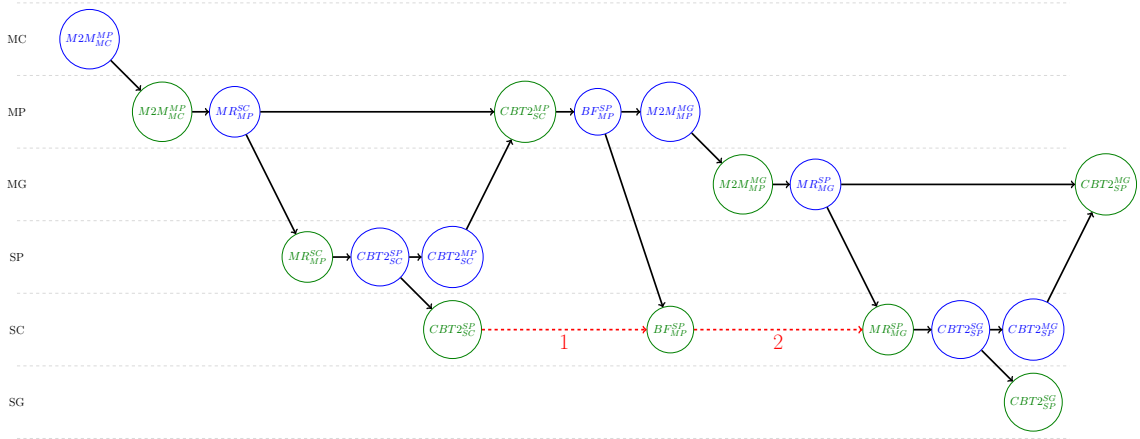 MC
M2M^{MP}_{MC}
MP
M2M^{MP}_{MC} MR^{SC}_{MP} CBT2^{MP}_{SC} BF^{SP}_{MP} M2M^{MG}_{MP}
MG
M2M^{MG}_{MP} MR^{SP}_{MG} CBT2^{MG}_{SP}
SP
MR^{SC}_{MP} CBT2^{SP}_{SC} CBT2^{MP}_{SC}
SC
CBT2^{SP}_{SC} 1 BF^{SP}_{MP} 2 MR^{SP}_{MG} CBT2^{SG}_{SP} CBT2^{MG}_{SP}
SG
CBT2^{SG}_{SP}